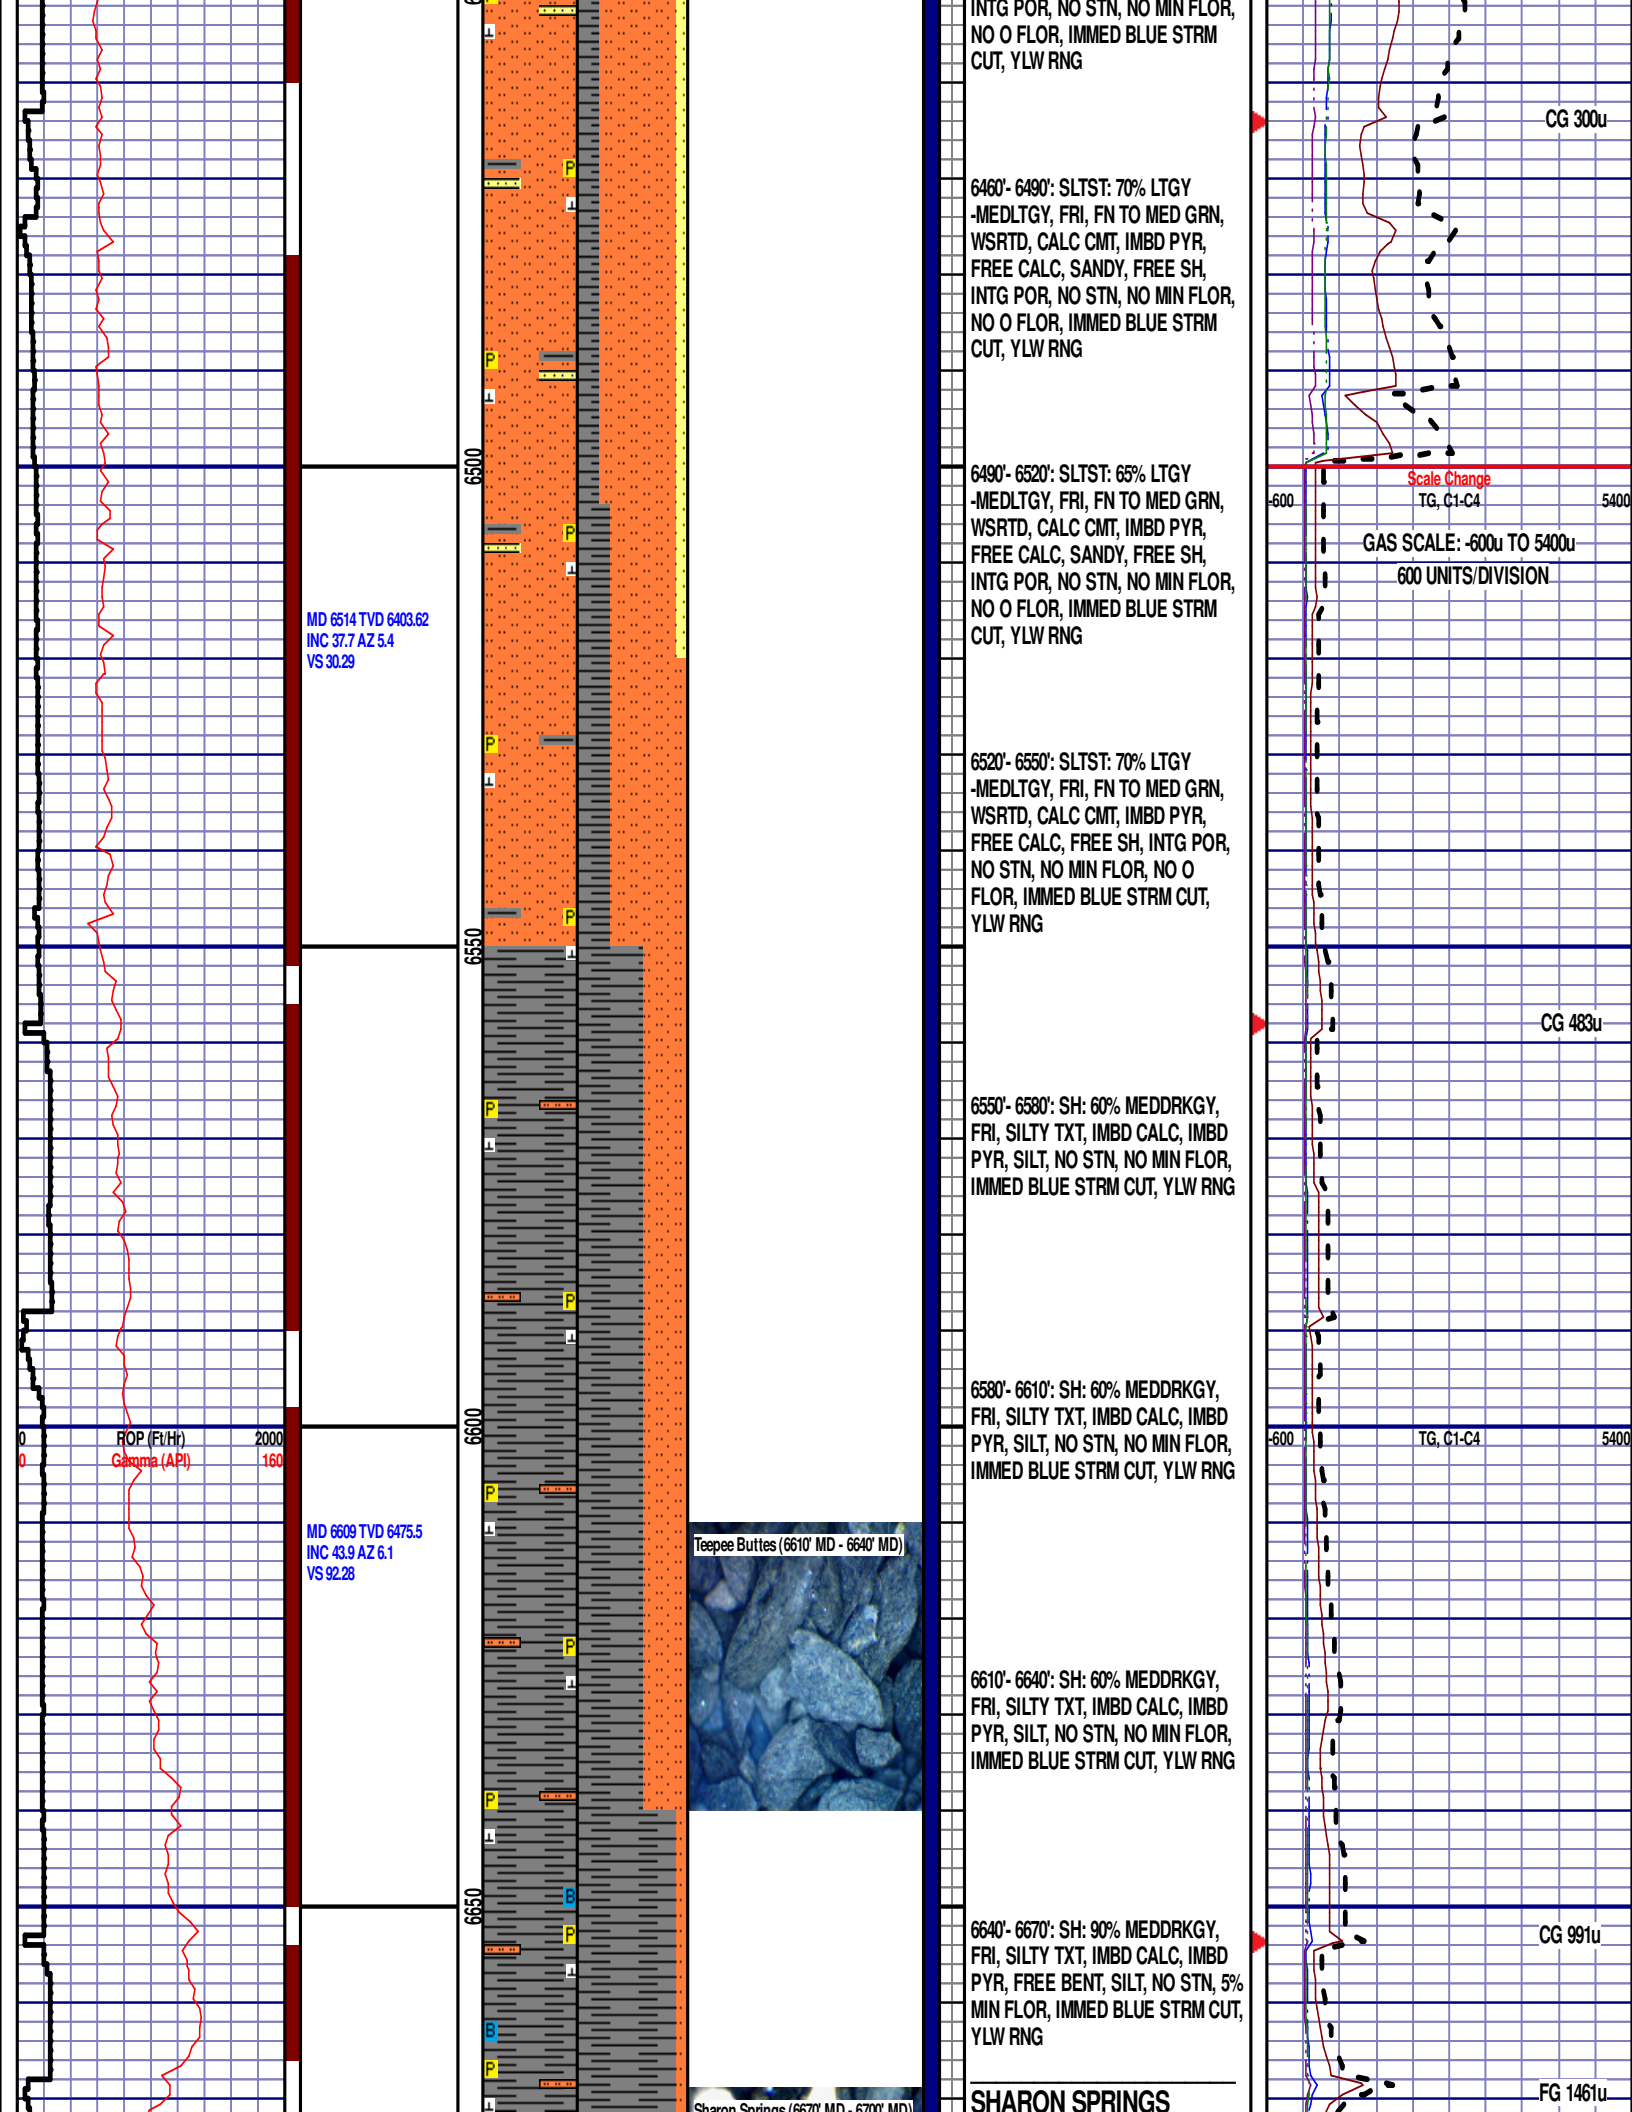 INTG POR, NO STN, NO MIN FLOR,
NO O FLOR, IMMED BLUE STRM
CUT, YLW RNG
CG 300u
P
6460'- 6490': SLTST: 70% LTGY
-MEDLTGY, FRI, FN TO MED GRN,
WSRTD, CALC CMT, IMBD PYR,
FREE CALC, SANDY, FREE SH,
INTG POR, NO STN, NO MIN FLOR,
NO O FLOR, IMMED BLUE STRM
CUT, YLW RNG
P
6500
6490'- 6520': SLTST: 65% LTGY
-MEDLTGY, FRI, FN TO MED GRN,
WSRTD, CALC CMT, IMBD PYR,
FREE CALC, SANDY, FREE SH,
INTG POR, NO STN, NO MIN FLOR,
NO O FLOR, IMMED BLUE STRM
CUT, YLW RNG
Scale Change
-600 TG, C1-C4 5400
GAS SCALE: -600u TO 5400u
600 UNITS/DIVISION
P
MD 6514 TVD 6403.62
INC 37.7 AZ 5.4
VS 30.29
P
6520'- 6550': SLTST: 70% LTGY
-MEDLTGY, FRI, FN TO MED GRN,
WSRTD, CALC CMT, IMBD PYR,
FREE CALC, FREE SH, INTG POR,
NO STN, NO MIN FLOR, NO O
FLOR, IMMED BLUE STRM CUT,
YLW RNG
P
6550
CG 483u
P
6550'- 6580': SH: 60% MEDDRKGY,
FRI, SILTY TXT, IMBD CALC, IMBD
PYR, SILT, NO STN, NO MIN FLOR,
IMMED BLUE STRM CUT, YLW RNG
P
6580'- 6610': SH: 60% MEDDRKGY,
FRI, SILTY TXT, IMBD CALC, IMBD
PYR, SILT, NO STN, NO MIN FLOR,
IMMED BLUE STRM CUT, YLW RNG
6600
0 ROP (Ft/Hr) 2000
0 Gamma (API) 160
-600 TG, C1-C4 5400
P
MD 6609 TVD 6475.5
INC 43.9 AZ 6.1
VS 92.28
Teepee Buttes (6610' MD - 6640' MD)
P
6610'- 6640': SH: 60% MEDDRKGY,
FRI, SILTY TXT, IMBD CALC, IMBD
PYR, SILT, NO STN, NO MIN FLOR,
IMMED BLUE STRM CUT, YLW RNG
P
B
6650
P
CG 991u
6640'- 6670': SH: 90% MEDDRKGY,
FRI, SILTY TXT, IMBD CALC, IMBD
PYR, FREE BENT, SILT, NO STN, 5%
MIN FLOR, IMMED BLUE STRM CUT,
YLW RNG
B
P
SHARON SPRINGS
FG 1461u
Sharon Springs (6670' MD - 6700' MD)